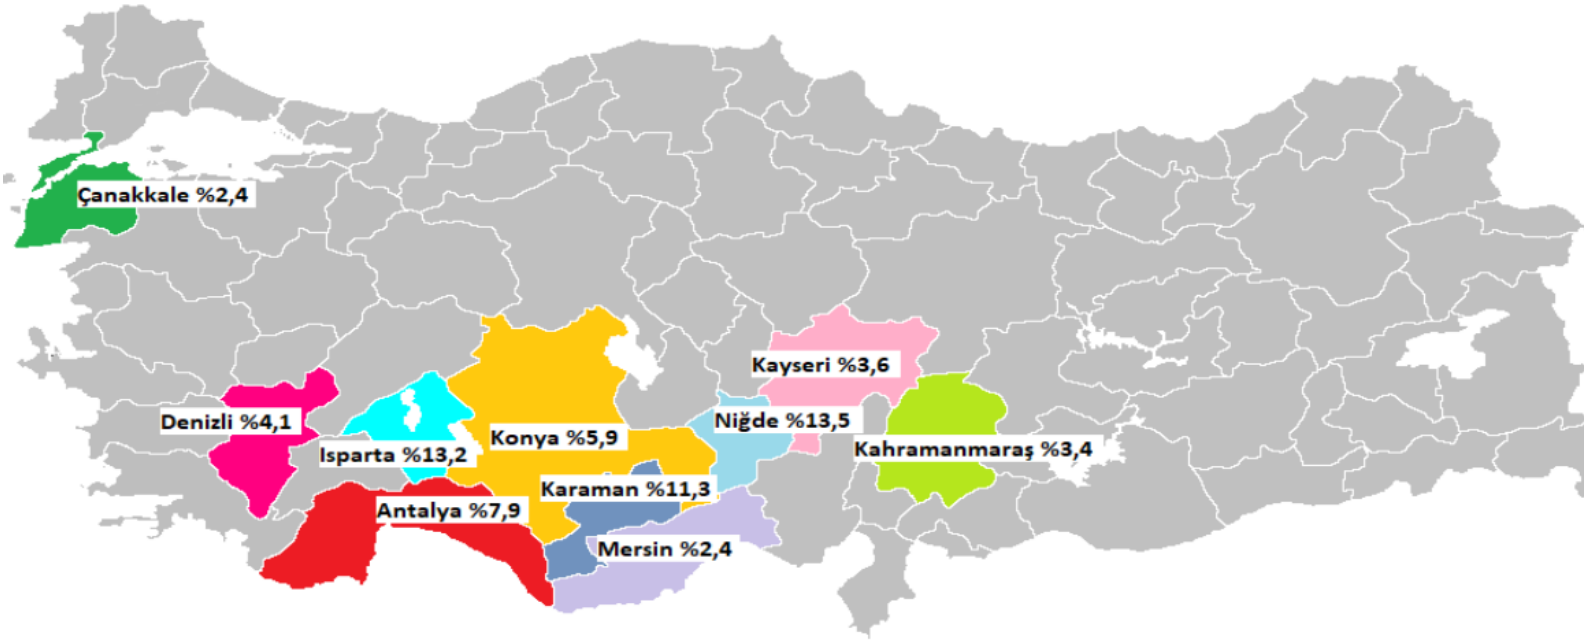 Çanakkale %2,4
Kayseri %3,6
Denizli %4,1
Niğde %13,5
Konya %5,9
Isparta %13,2
Kahramanmaraş %3,4
Karaman %11,3
Antalya %7,9
Mersin %2,4